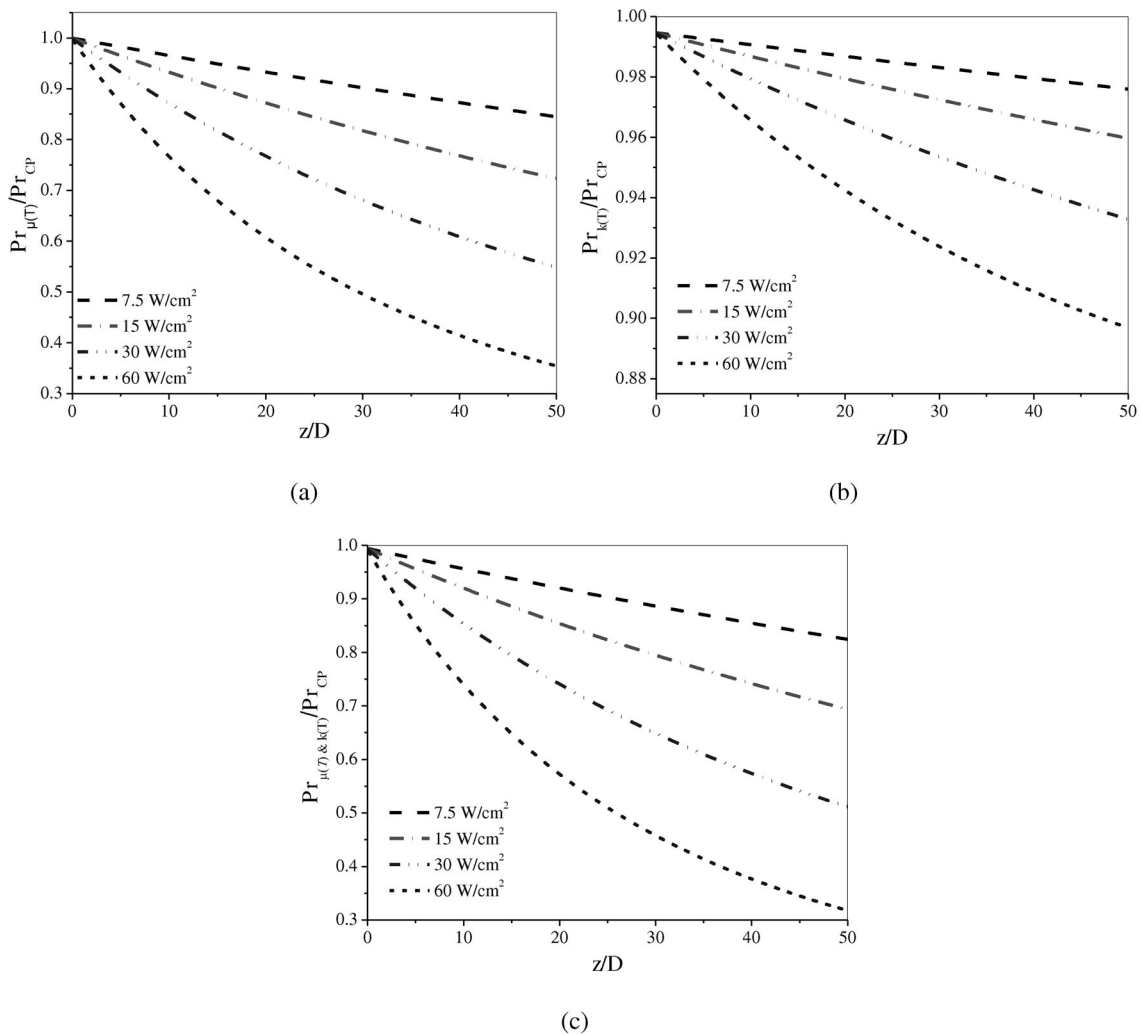 Pr_μ(T)/Pr_CP
1.0
0.9
0.8
0.7
0.6
0.5
0.4
0.3
7.5 W/cm²
15 W/cm²
30 W/cm²
60 W/cm²
0 10 20 30 40 50
z/D
(a)
Pr_k(T)/Pr_CP
1.00
0.98
0.96
0.94
0.92
0.90
0.88
7.5 W/cm²
15 W/cm²
30 W/cm²
60 W/cm²
0 10 20 30 40 50
z/D
(b)
Pr_μ(T) & k(T)/Pr_CP
1.0
0.9
0.8
0.7
0.6
0.5
0.4
0.3
7.5 W/cm²
15 W/cm²
30 W/cm²
60 W/cm²
0 10 20 30 40 50
z/D
(c)